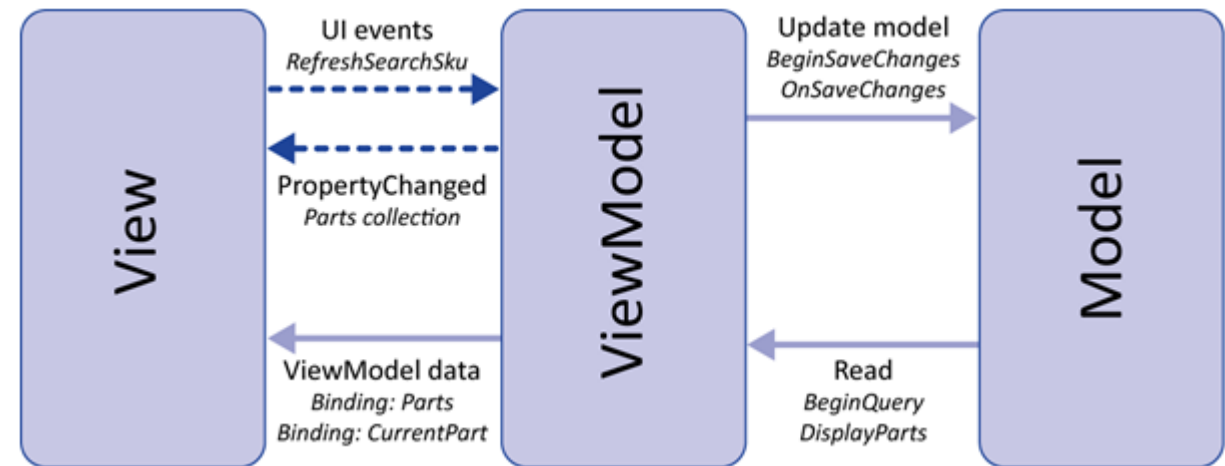 View
UI events
RefreshSearchSku
PropertyChanged
Parts collection
ViewModel data
Binding: Parts
Binding: CurrentPart
ViewModel
Update model
BeginSaveChanges
OnSaveChanges
Read
BeginQuery
DisplayParts
Model